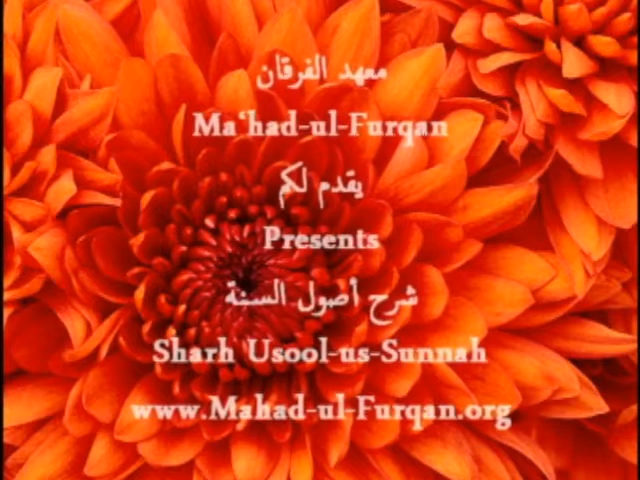 معهد الفرقان
Ma‘had-ul-Furqan
يقدم لكم
Presents
شرح أصول السنة
Sharh Usool-us-Sunnah
www.Mahad-ul-Furqan.org